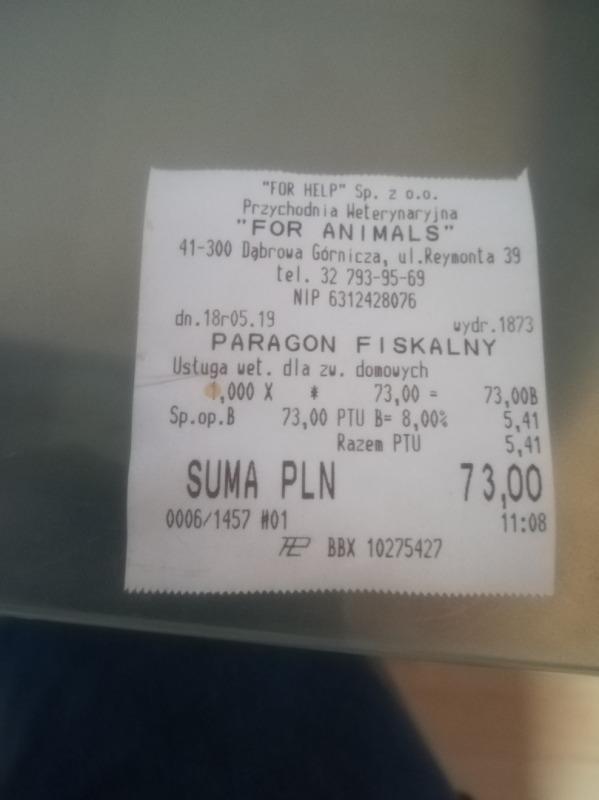 "FOR HELP" Sp. z o.o.
Przychodnia Weterynaryjna
"FOR ANIMALS"
41-300 Dąbrowa Górnicza, ul.Reymonta 39
tel. 32 793-95-69
NIP 6312428076
dn.18r05.19 wydr.1873
PARAGON FISKALNY
Usługa wet. dla zw. domowych
1,000 X * 73,00 = 73,00B
Sp.op.B 73,00 PTU B= 8,00% 5,41
Razem PTU 5,41
SUMA PLN 73,00
0006/1457 #01 11:08
BBX 10275427